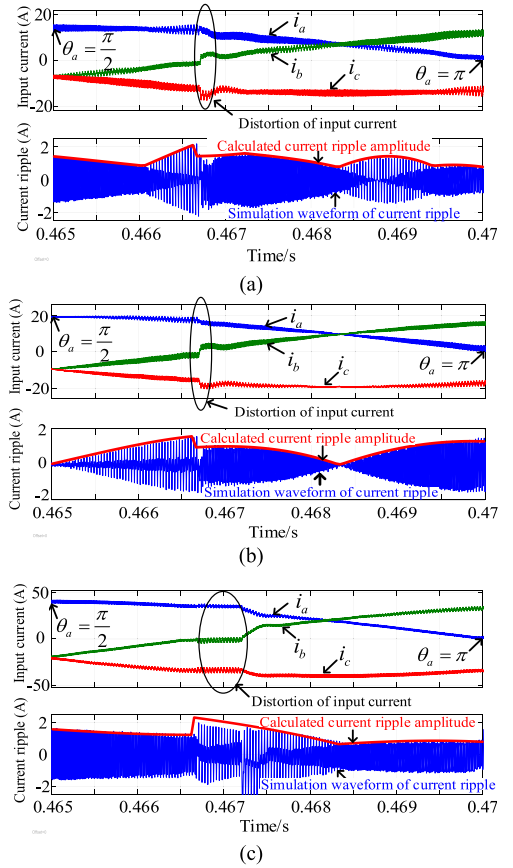 Input current (A)
20
0
-20
θa = π/2
ia
ib
ic
θa = π
Distortion of input current
Current ripple (A)
2
0
-2
Calculated current ripple amplitude
Simulation waveform of current ripple
0.465 0.466 0.467 0.468 0.469 0.47
Time/s
(a)
Input current (A)
20
0
-20
θa = π/2
ia
ib
ic
θa = π
Distortion of input current
Current ripple (A)
2
0
-2
Calculated current ripple amplitude
Simulation waveform of current ripple
0.465 0.466 0.467 0.468 0.469 0.47
Time/s
(b)
Input current (A)
50
0
-50
θa = π/2
ia
ib
ic
θa = π
Distortion of input current
Current ripple (A)
2
0
-2
Calculated current ripple amplitude
Simulation waveform of current ripple
0.465 0.466 0.467 0.468 0.469 0.47
Time/s
(c)